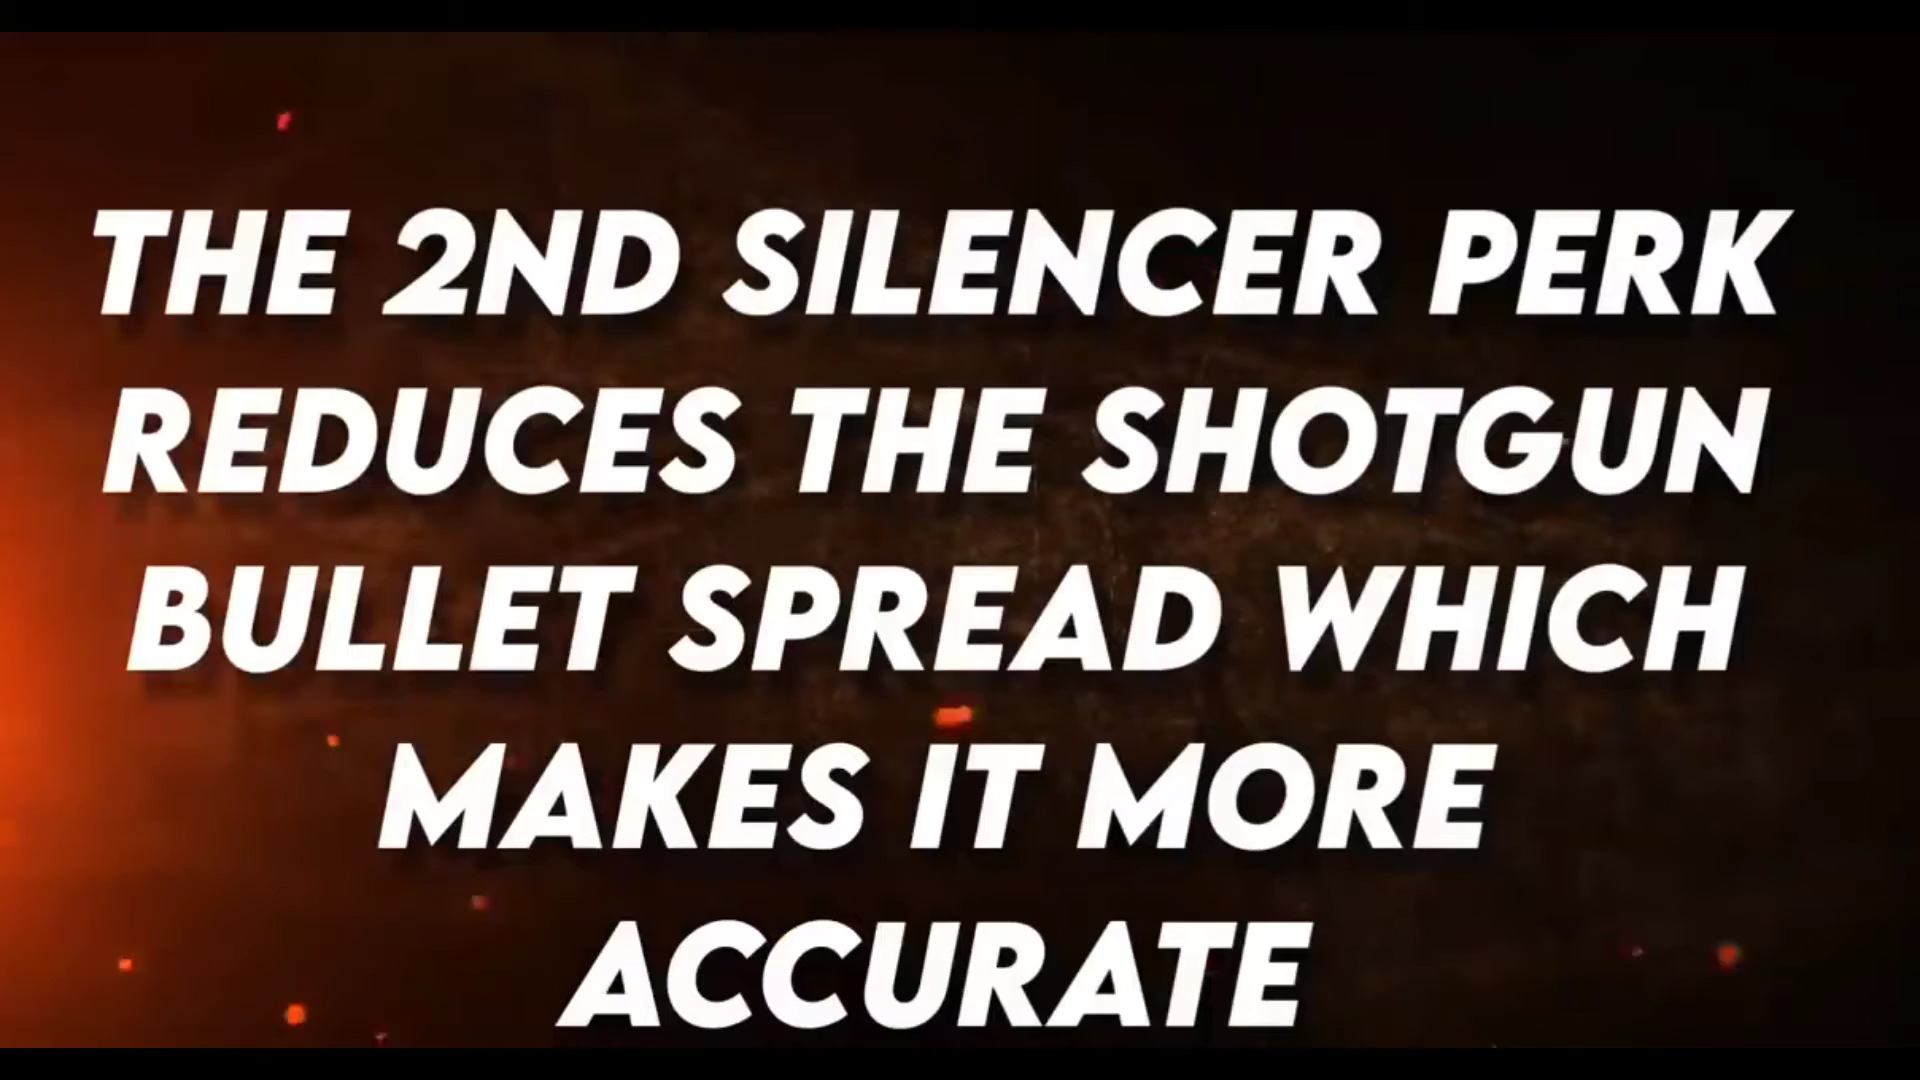 THE 2ND SILENCER PERK
REDUCES THE SHOTGUN
BULLET SPREAD WHICH
MAKES IT MORE
ACCURATE